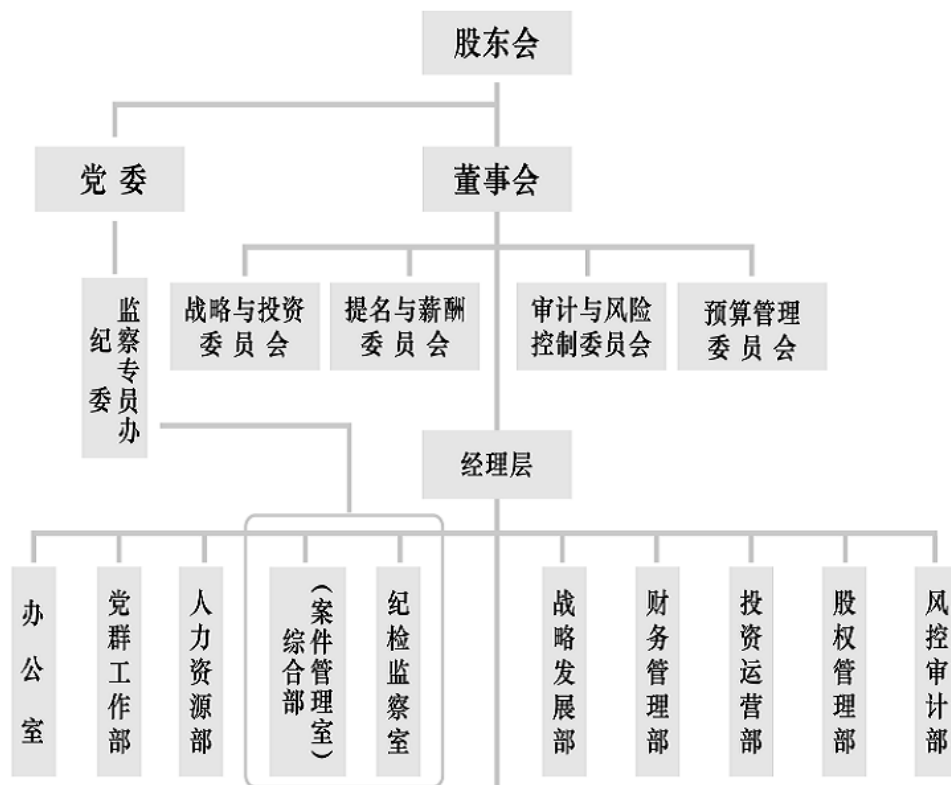 股东会
党委
董事会
纪委
监察专员办
战略与投资
委员会
提名与薪酬
委员会
审计与风险
控制委员会
预算管理
委员会
经理层
办公室
党群工作部
人力资源部
综合部
（案件管理室）
纪检监察室
战略发展部
财务管理部
投资运营部
股权管理部
风控审计部